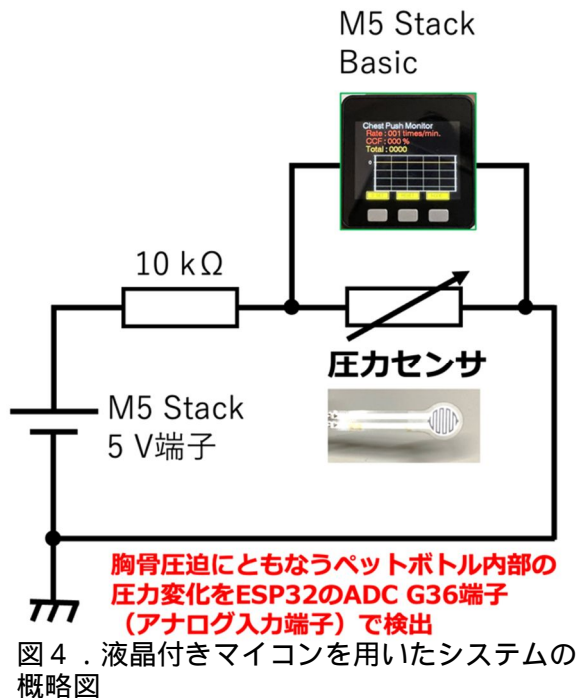 M5 Stack
Basic
Chest Push Monitor
Rate : 001 times/min.
CCF : 000 %
Total : 0000
0
10 kΩ
圧力センサ
M5 Stack
5 V端子
胸骨圧迫にともなうペットボトル内部の
圧力変化をESP32のADC G36端子
（アナログ入力端子）で検出
図４．液晶付きマイコンを用いたシステムの
概略図